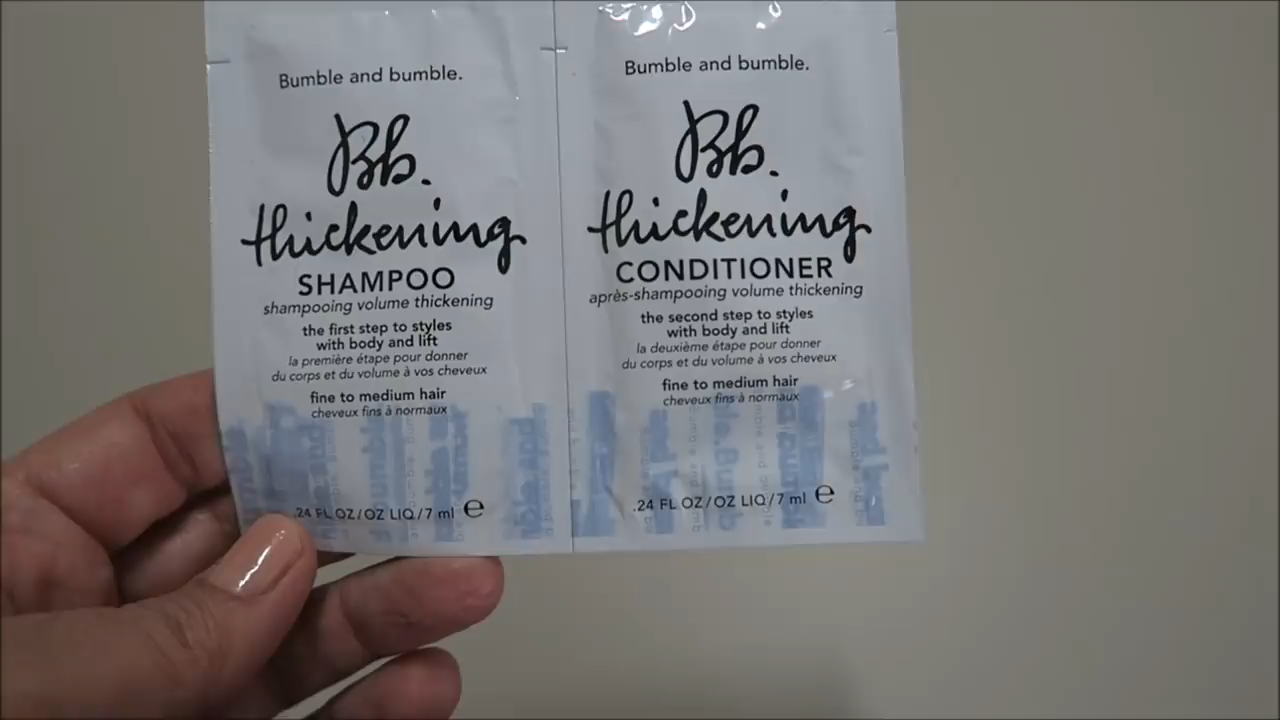 Bumble and bumble.
Bb.
thickening
SHAMPOO
shampooing volume thickening
the first step to styles
with body and lift
la première étape pour donner
du corps et du volume à vos cheveux
fine to medium hair
cheveux fins à normaux
.24 FL OZ/OZ LIQ/7 ml e
Bumble and bumble.
Bb.
thickening
CONDITIONER
après-shampooing volume thickening
the second step to styles
with body and lift
la deuxième étape pour donner
du corps et du volume à vos cheveux
fine to medium hair
cheveux fins à normaux
.24 FL OZ/OZ LIQ/7 ml e